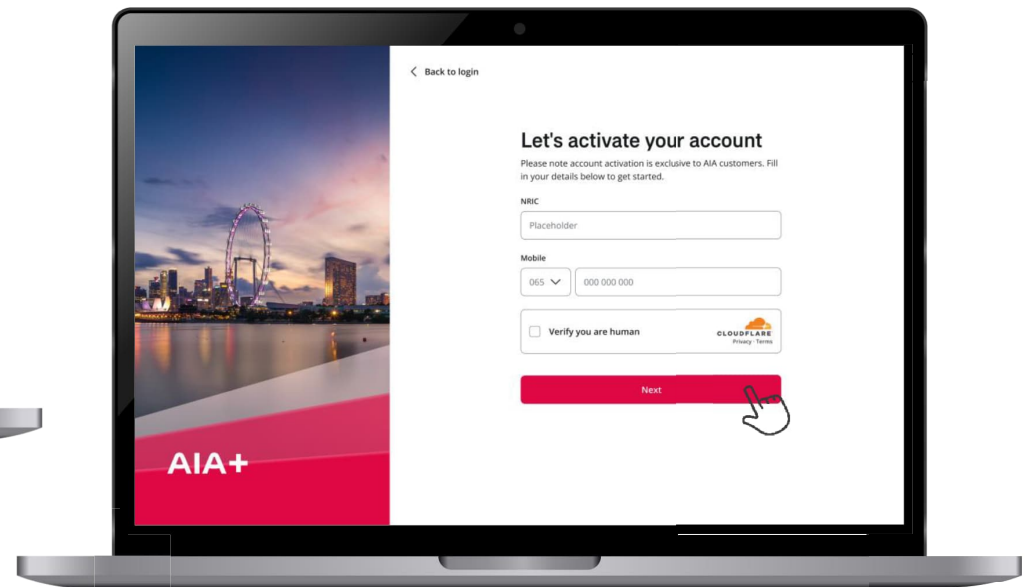 Back to login
Let's activate your account
Please note account activation is exclusive to AIA customers. Fill
in your details below to get started.
NRIC
Placeholder
Mobile
065 000 000 000
Verify you are human
CLOUDFLARE
Privacy · Terms
Next
AIA+